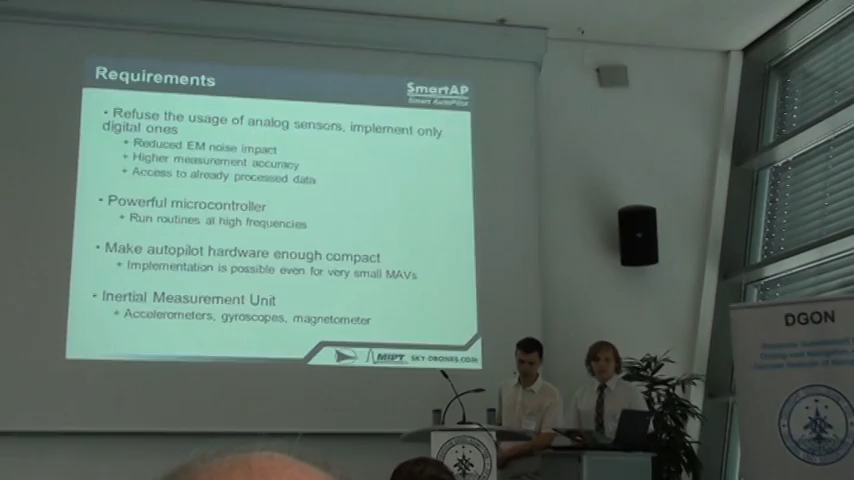 Requirements
SmertAP
Smart AutoPilot
• Refuse the usage of analog sensors, implement only
digital ones
• Reduced EM noise impact
• Higher measurement accuracy
• Access to already processed data
• Powerful microcontroller
• Run routines at high frequencies
• Make autopilot hardware enough compact
• Implementation is possible even for very small MAVs
• Inertial Measurement Unit
• Accelerometers, gyroscopes, magnetometer
MIPT SKY-DRONES.COM
DGON